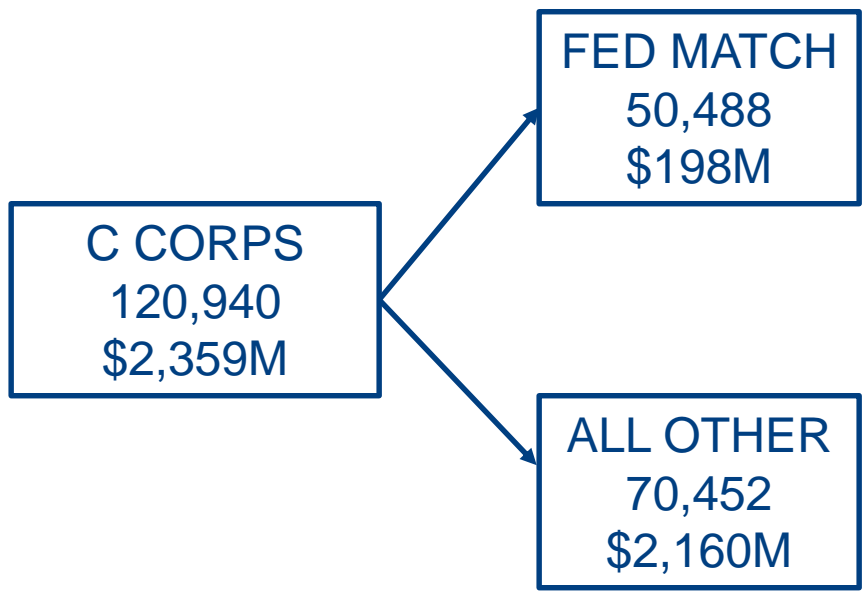 FED MATCH
50,488
$198M
C CORPS
120,940
$2,359M
ALL OTHER
70,452
$2,160M